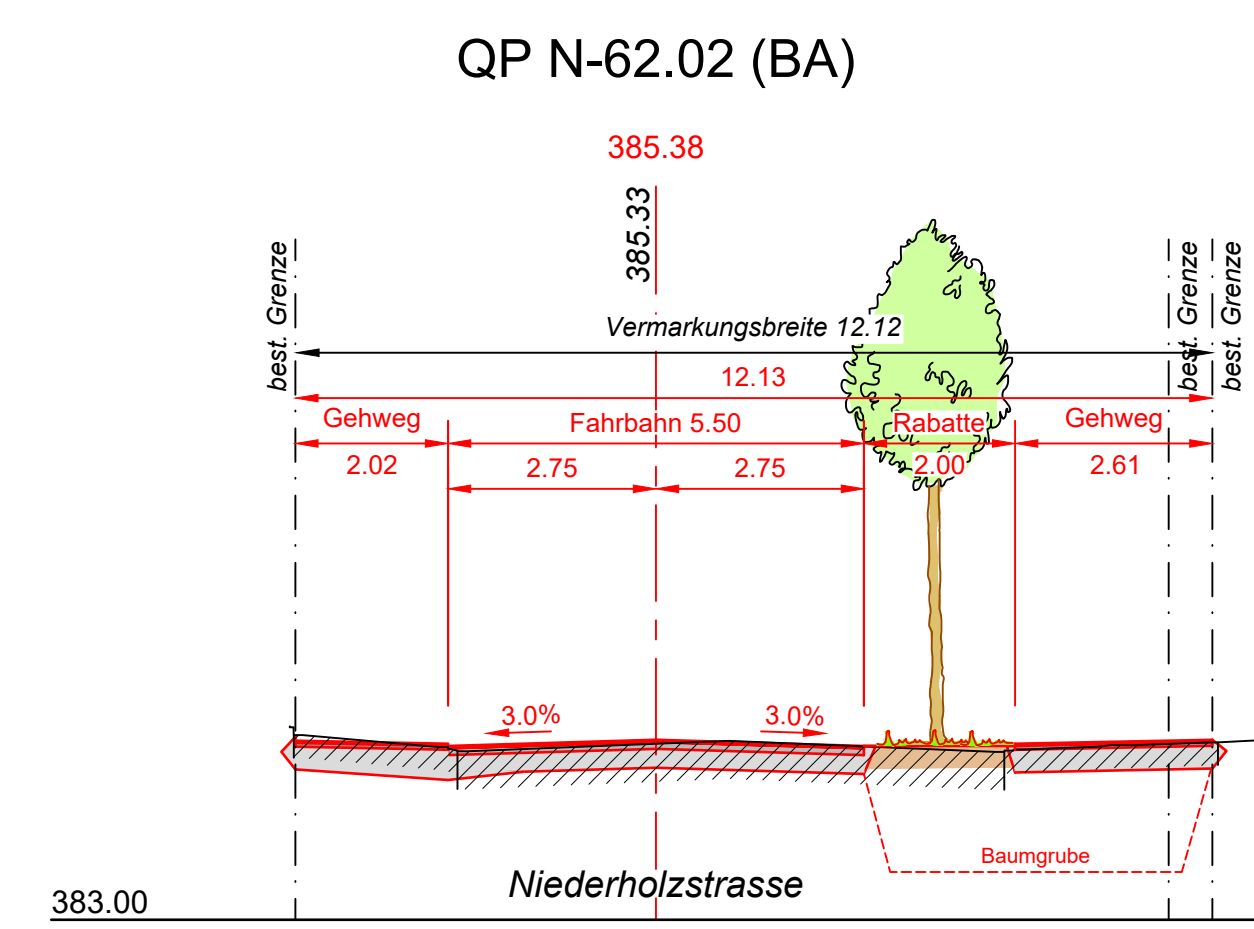 QP N-62.02 (BA)
385.38
385.33
best. Grenze
best. Grenze
best. Grenze
Vermarkungsbreite 12.12
12.13
Gehweg
Fahrbahn 5.50
Rabatte
Gehweg
2.02
2.75
2.75
2.00
2.61
3.0%
3.0%
Baumgrube
Niederholzstrasse
383.00